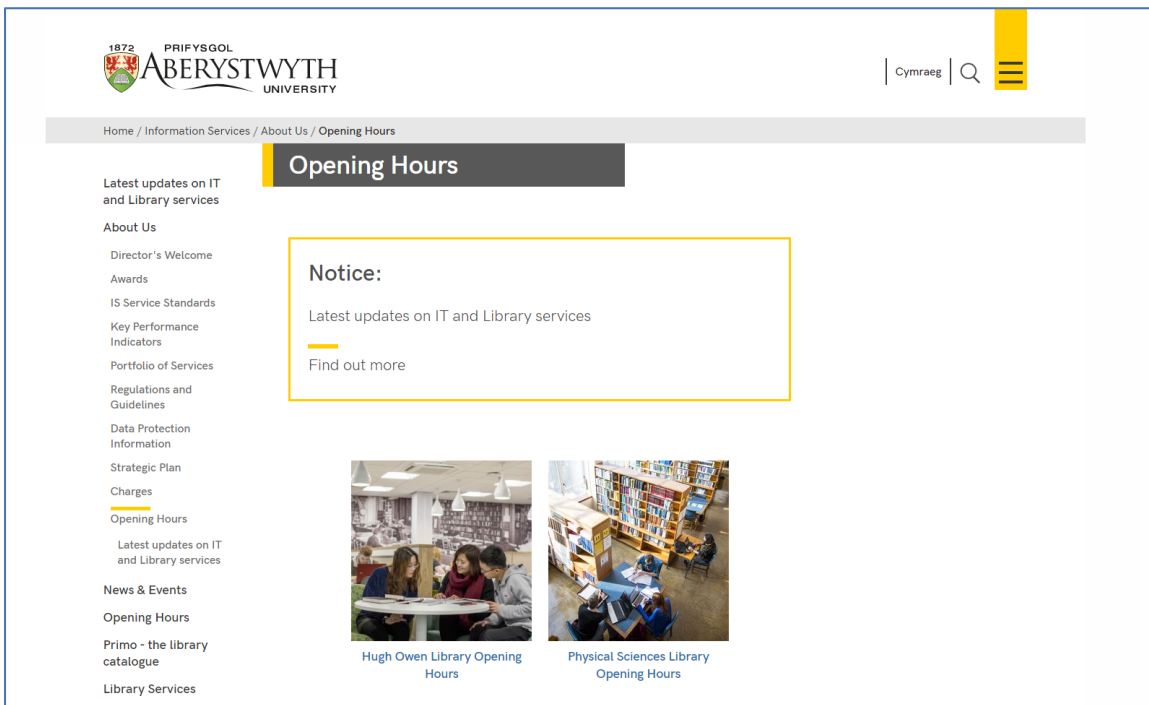 1872 PRIFYSGOL
ABERYSTWYTH
UNIVERSITY
Cymraeg
Home / Information Services / About Us / Opening Hours
Opening Hours
Latest updates on IT
and Library services
About Us
Director's Welcome
Awards
IS Service Standards
Key Performance
Indicators
Portfolio of Services
Regulations and
Guidelines
Data Protection
Information
Strategic Plan
Charges
Opening Hours
Latest updates on IT
and Library services
News & Events
Opening Hours
Primo - the library
catalogue
Library Services
Notice:
Latest updates on IT and Library services
Find out more
Hugh Owen Library Opening
Hours
Physical Sciences Library
Opening Hours